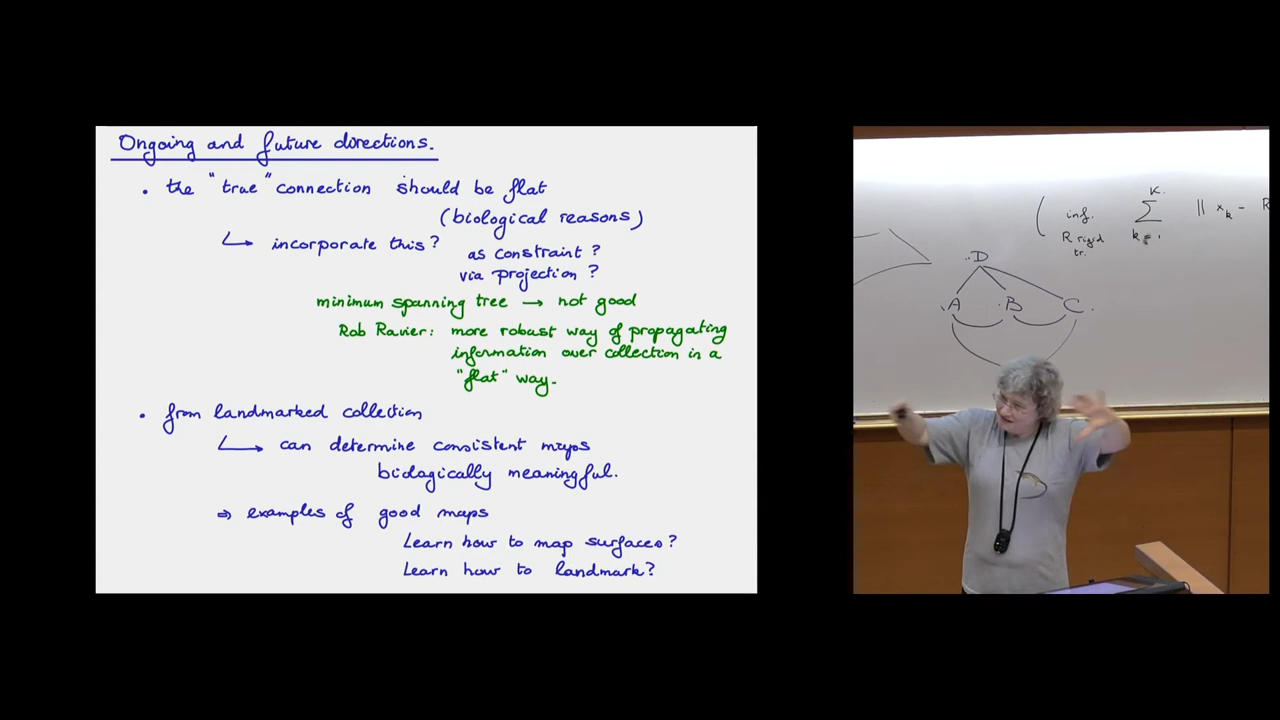 Ongoing and future directions.
• the "true" connection should be flat
(biological reasons)
↳ incorporate this? as constraint?
via projection?
minimum spanning tree → not good
Rob Ravier: more robust way of propagating
information over collection in a
"flat" way.
• from landmarked collection
↳ can determine consistent maps
biologically meaningful.
⇒ examples of good maps
Learn how to map surfaces?
Learn how to landmark?
( inf. K Σ k=1 || x_k - R
R rigid
tr.
D
A B C